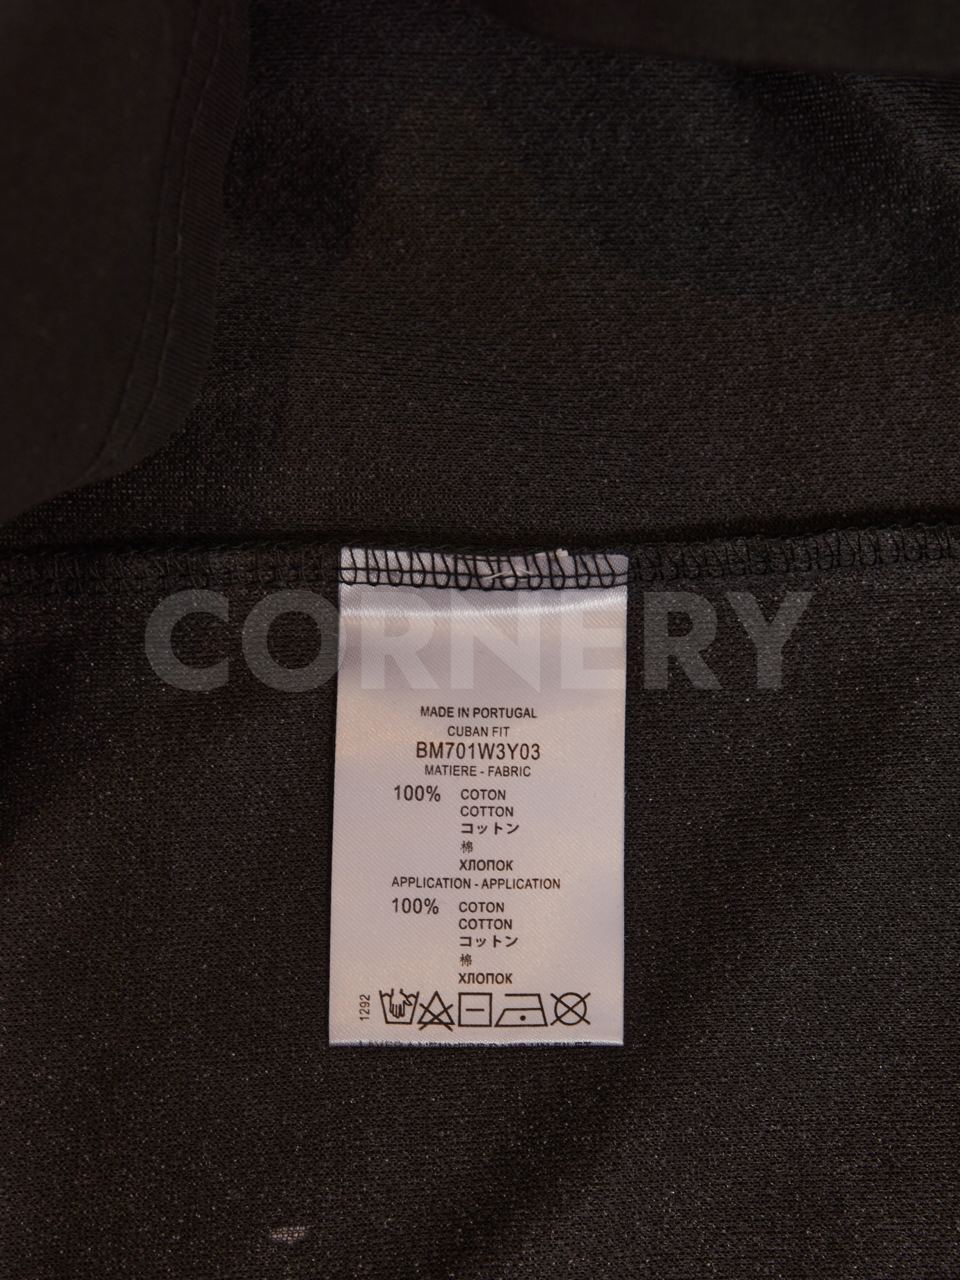 CORNERY
MADE IN PORTUGAL
CUBAN FIT
BM701W3Y03
MATIERE - FABRIC
100% COTON
COTTON
コットン
棉
ХЛОПОК
APPLICATION - APPLICATION
100% COTON
COTTON
コットン
棉
ХЛОПОК
1292